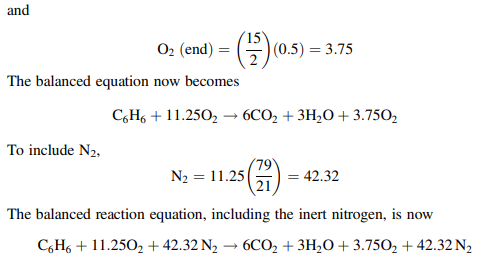 and
O₂ (end) = (15/2)(0.5) = 3.75
The balanced equation now becomes
C₆H₆ + 11.25O₂ → 6CO₂ + 3H₂O + 3.75O₂
To include N₂,
N₂ = 11.25(79/21) = 42.32
The balanced reaction equation, including the inert nitrogen, is now
C₆H₆ + 11.25O₂ + 42.32 N₂ → 6CO₂ + 3H₂O + 3.75O₂ + 42.32 N₂